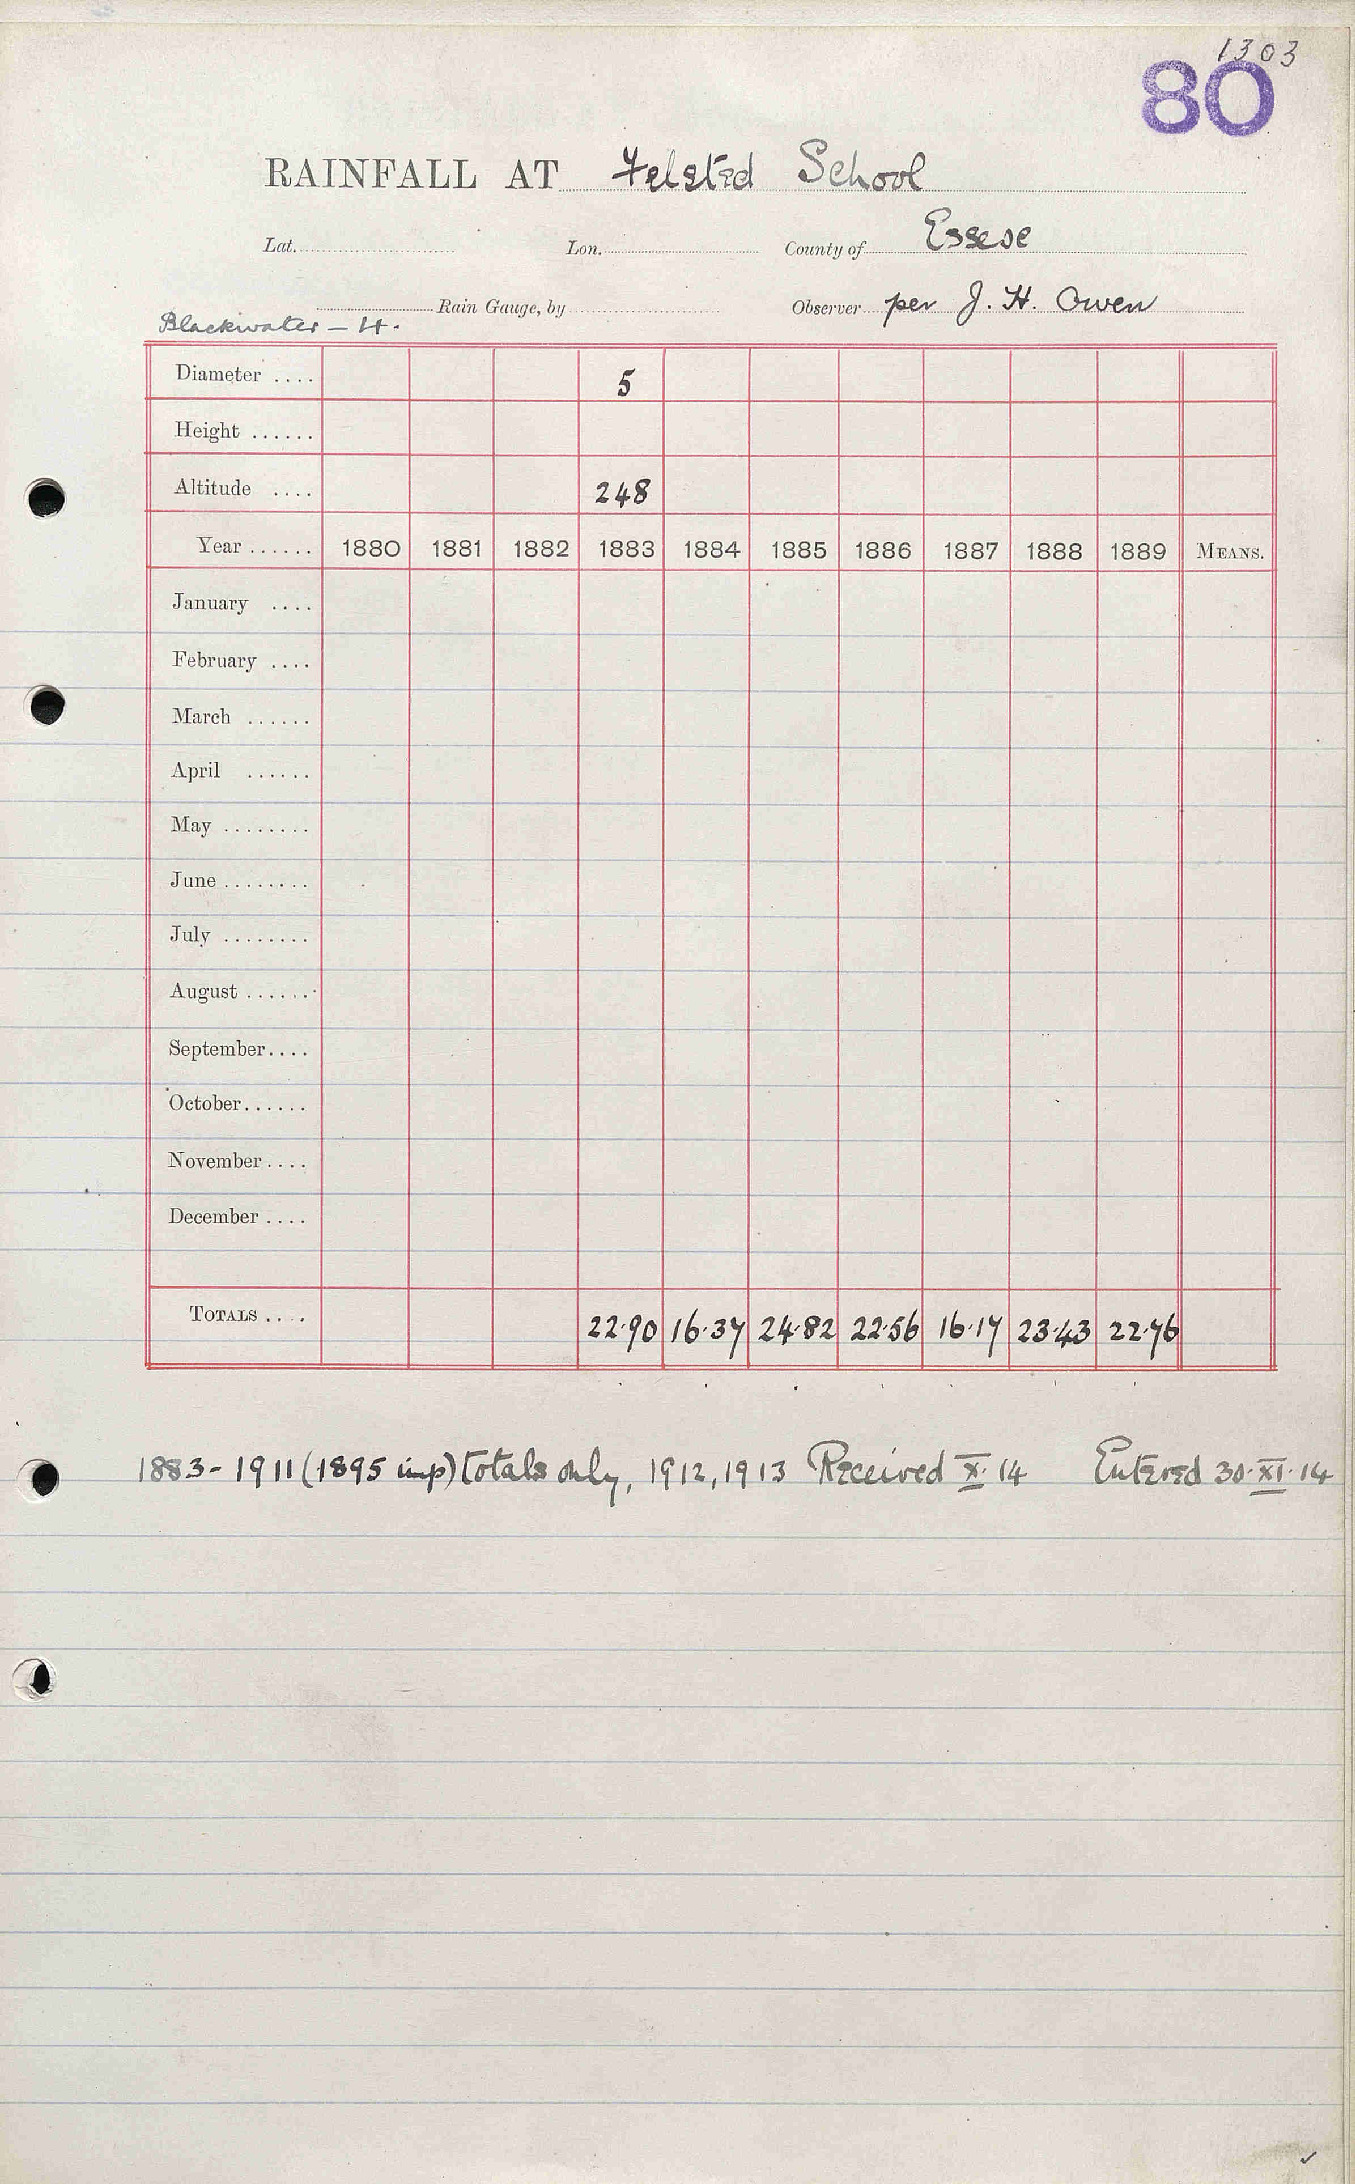 1303
80
RAINFALL AT Felsted School
Lat. Lon. County of Essex
Rain Gauge, by Observer per J. H. Owen
Blackwater – 4.
Diameter .... 5
Height ......
Altitude .... 248
Year ...... 1880 1881 1882 1883 1884 1885 1886 1887 1888 1889 MEANS.
January ....
February ....
March ......
April ......
May ........
June ........
July ........
August ......
September....
October......
November....
December ....
TOTALS .... 22.90 16.37 24.82 22.56 16.17 23.43 22.76
1883 - 1911 (1895 imp) totals only, 1912, 1913 Received X. 14 Entered 30. XI. 14